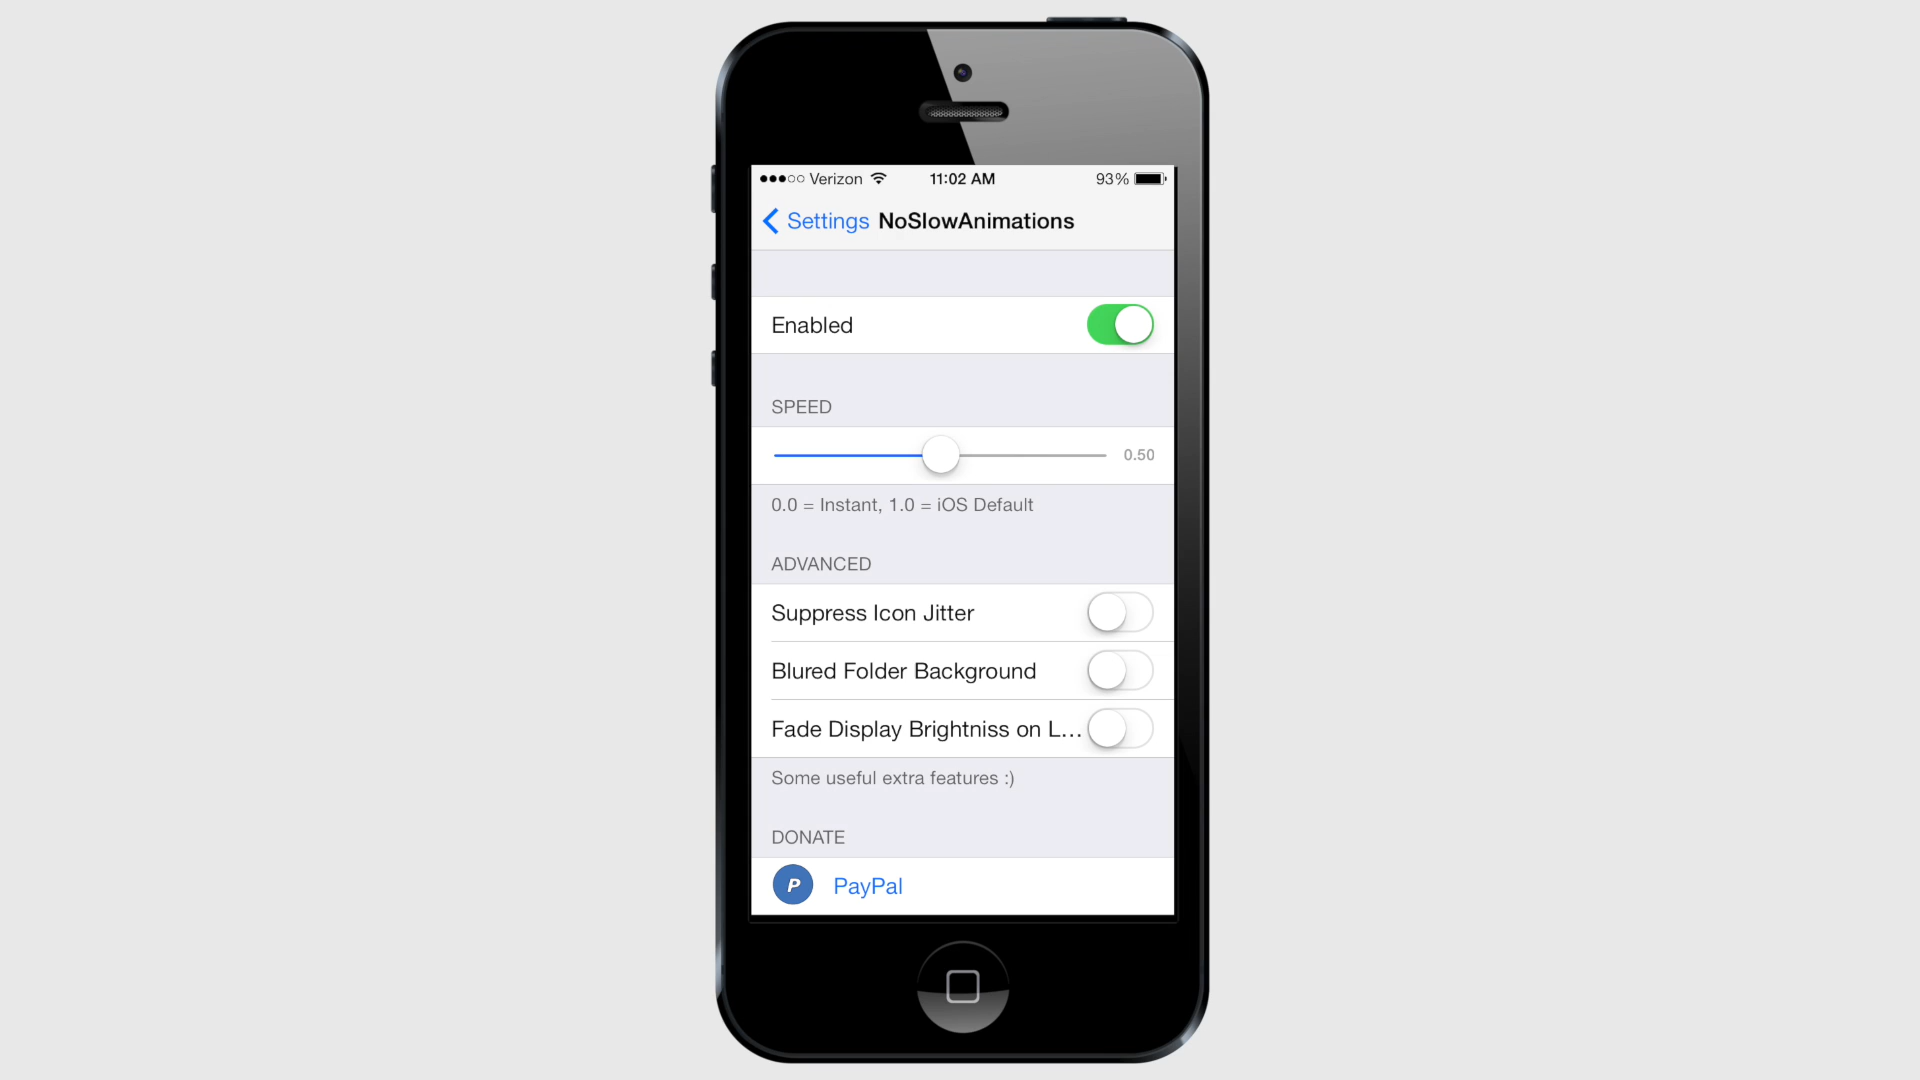 Verizon 11:02 AM 93%
Settings NoSlowAnimations
Enabled
SPEED
0.50
0.0 = Instant, 1.0 = iOS Default
ADVANCED
Suppress Icon Jitter
Blured Folder Background
Fade Display Brightniss on L...
Some useful extra features :)
DONATE
P PayPal